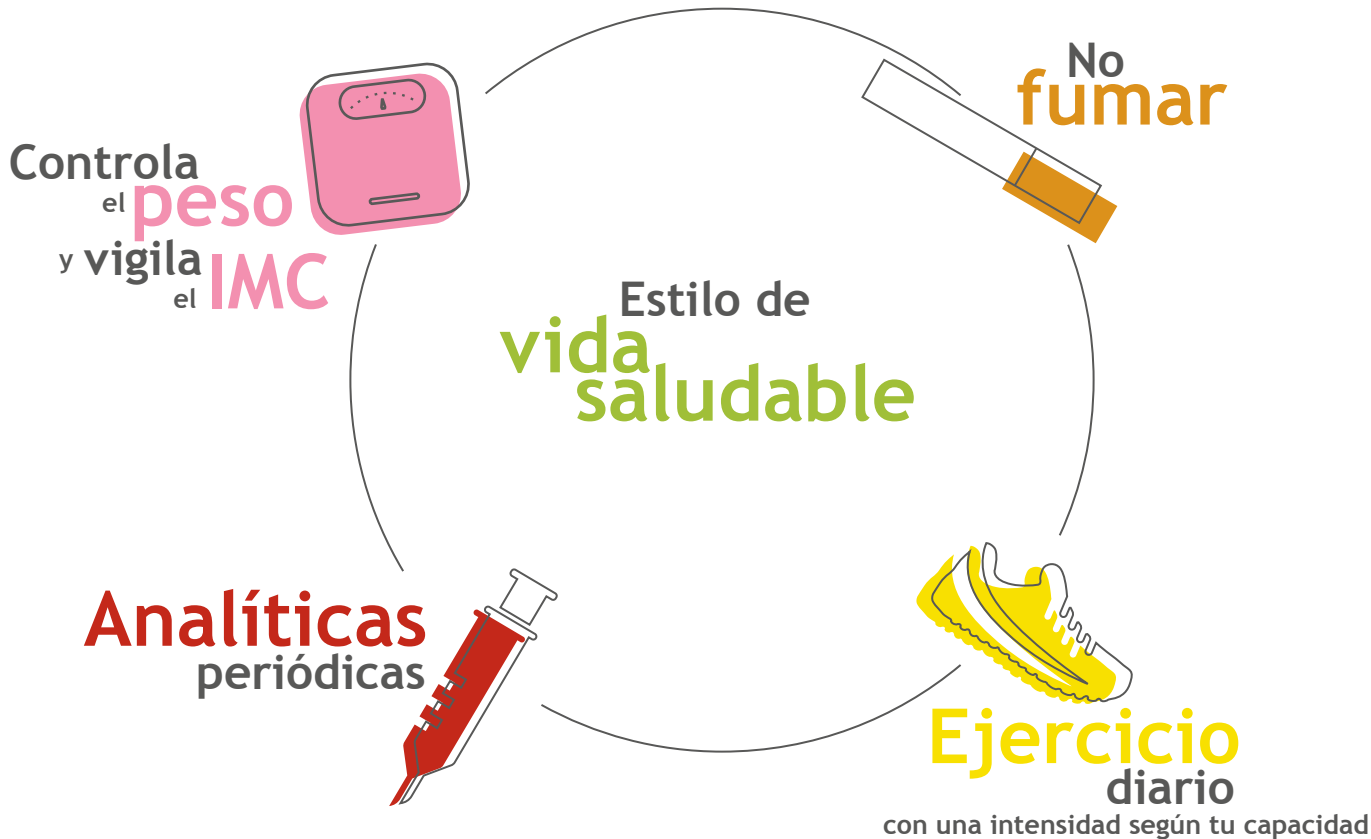 No
fumar
Controla
el peso
y vigila
el IMC
Estilo de
vida
saludable
Analíticas
periódicas
Ejercicio
diario
con una intensidad según tu capacidad